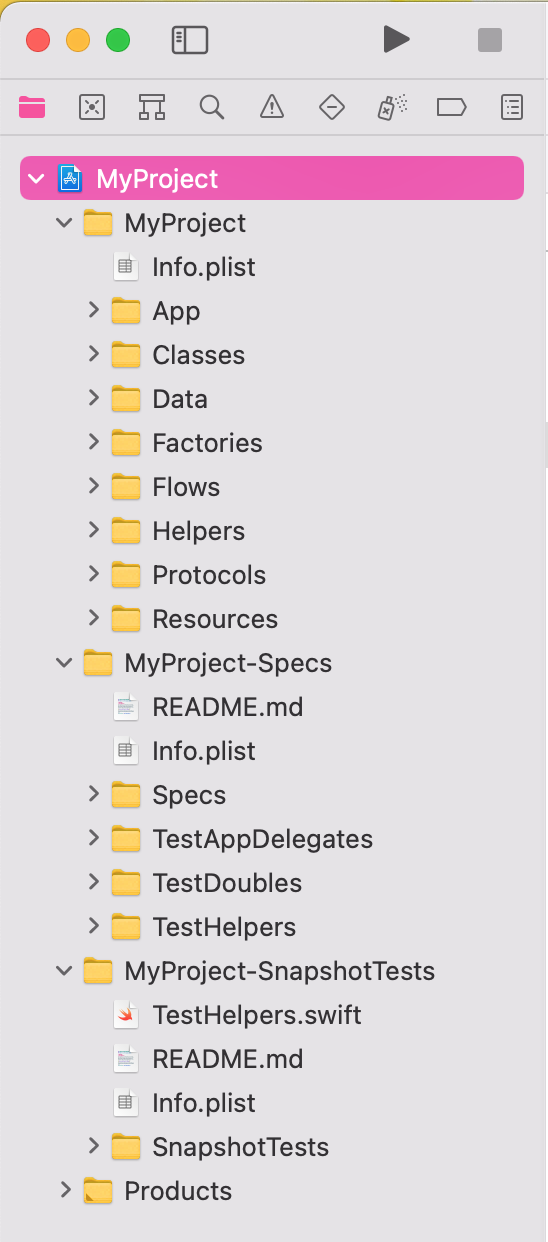 MyProject
MyProject
Info.plist
App
Classes
Data
Factories
Flows
Helpers
Protocols
Resources
MyProject-Specs
README.md
Info.plist
Specs
TestAppDelegates
TestDoubles
TestHelpers
MyProject-SnapshotTests
TestHelpers.swift
README.md
Info.plist
SnapshotTests
Products